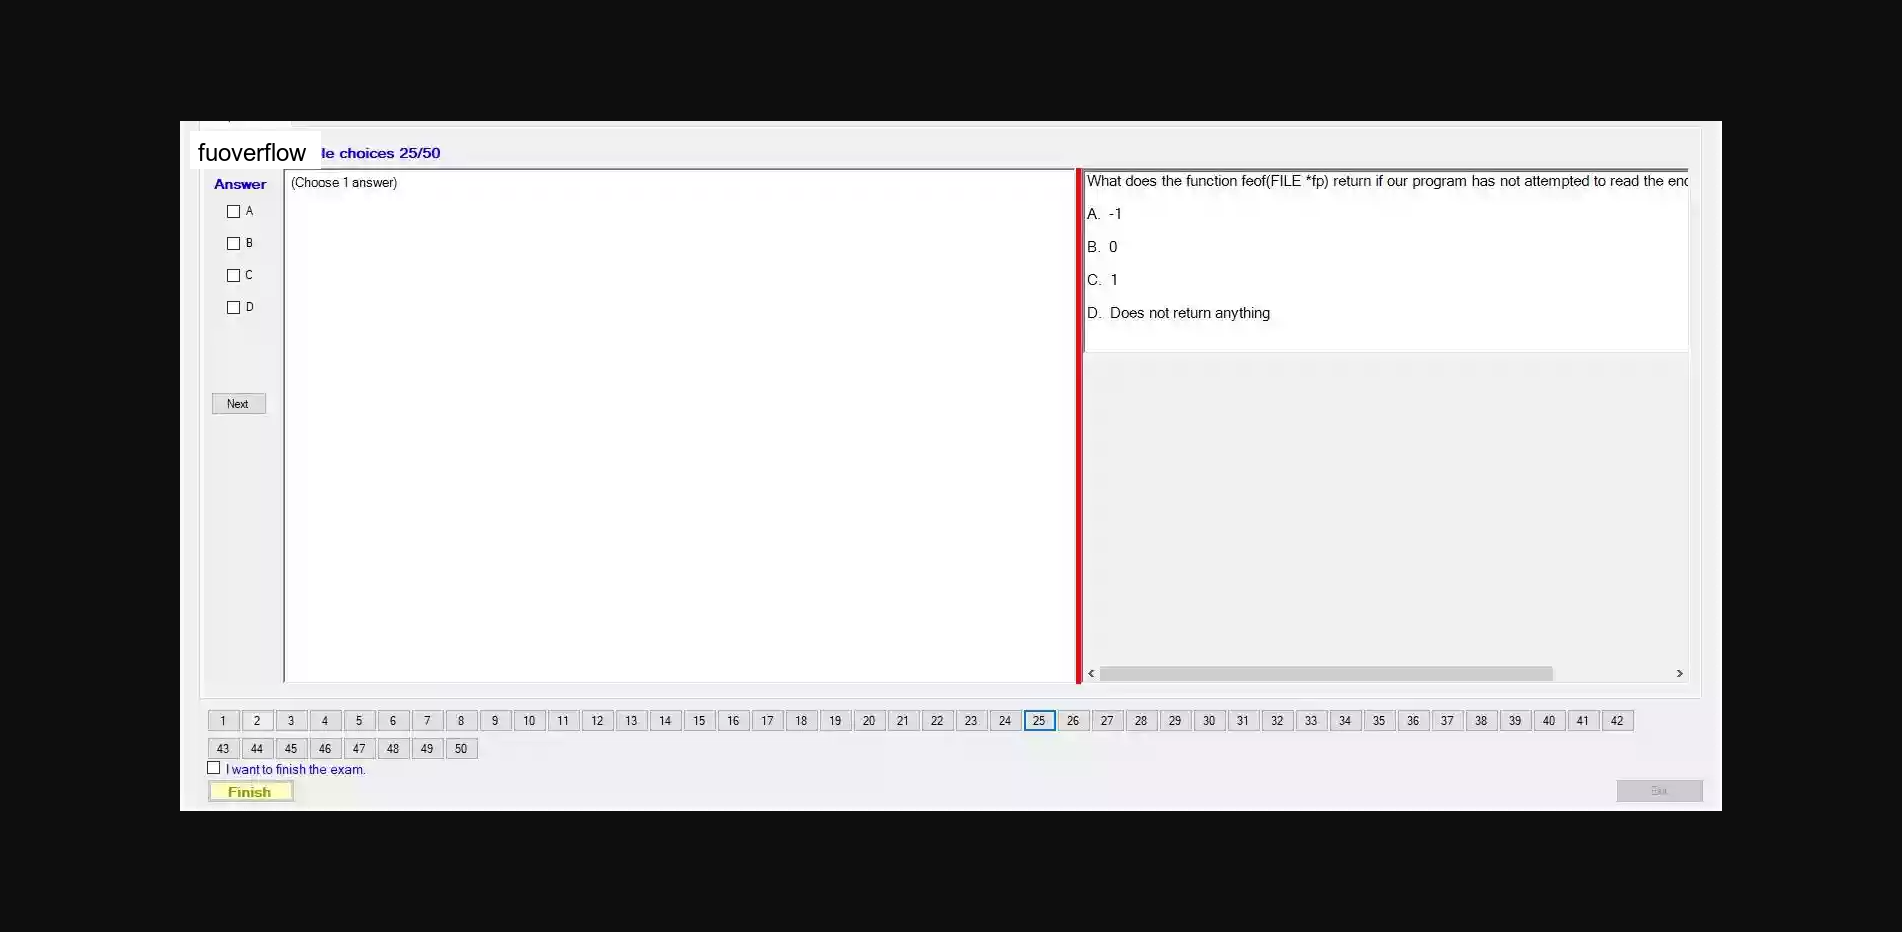 fuoverflow
le choices 25/50
Answer
(Choose 1 answer)
A
B
C
D
Next
What does the function feof(FILE *fp) return if our program has not attempted to read the
A. -1
B. 0
C. 1
D. Does not return anything
1 2 3 4 5 6 7 8 9 10 11 12 13 14 15 16 17 18 19 20 21 22 23 24 25 26 27 28 29 30 31 32 33 34 35 36 37 38 39 40 41 42
43 44 45 46 47 48 49 50
I want to finish the exam.
Finish
Exit